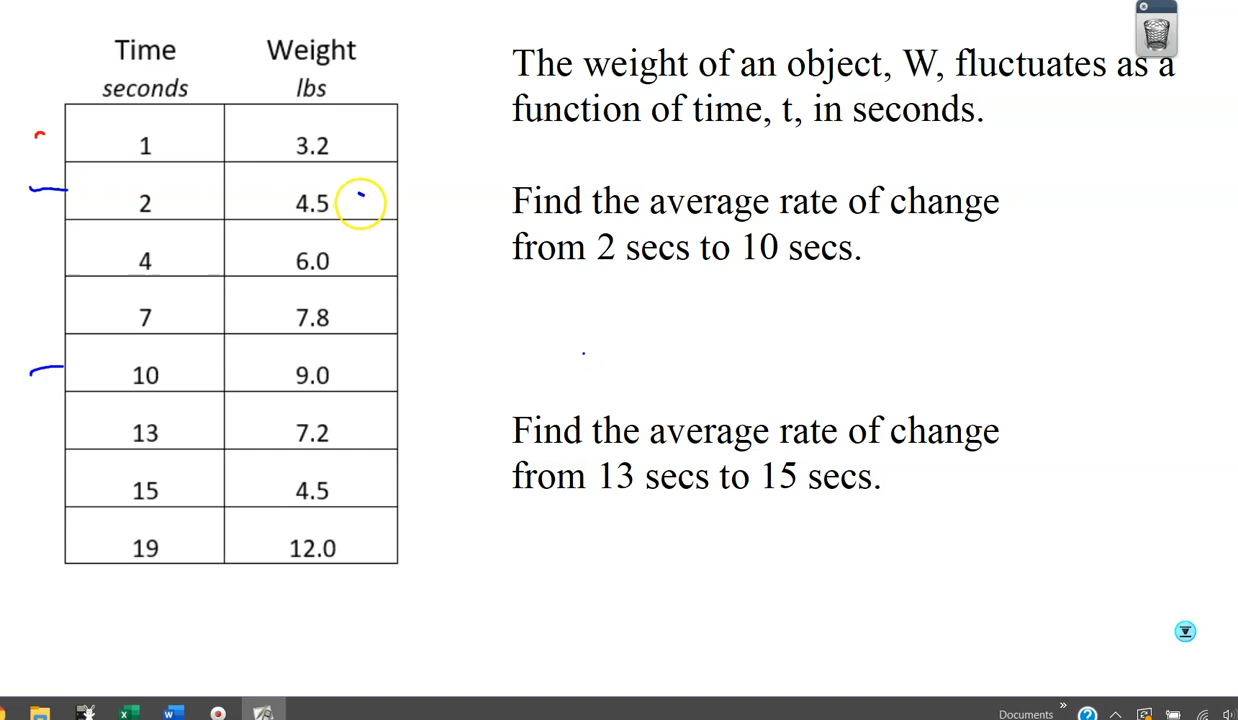 Time Weight
seconds lbs
1 3.2
2 4.5
4 6.0
7 7.8
10 9.0
13 7.2
15 4.5
19 12.0
The weight of an object, W, fluctuates as a
function of time, t, in seconds.
Find the average rate of change
from 2 secs to 10 secs.
Find the average rate of change
from 13 secs to 15 secs.
Documents